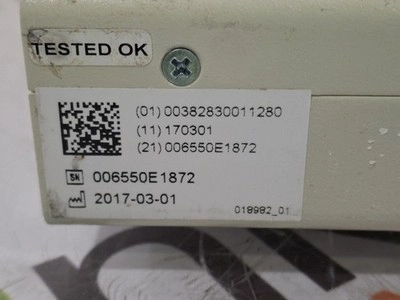 TESTED OK
(01) 00382830011280
(11) 170301
(21) 006550E1872
SN 006550E1872
2017-03-01
018982_01